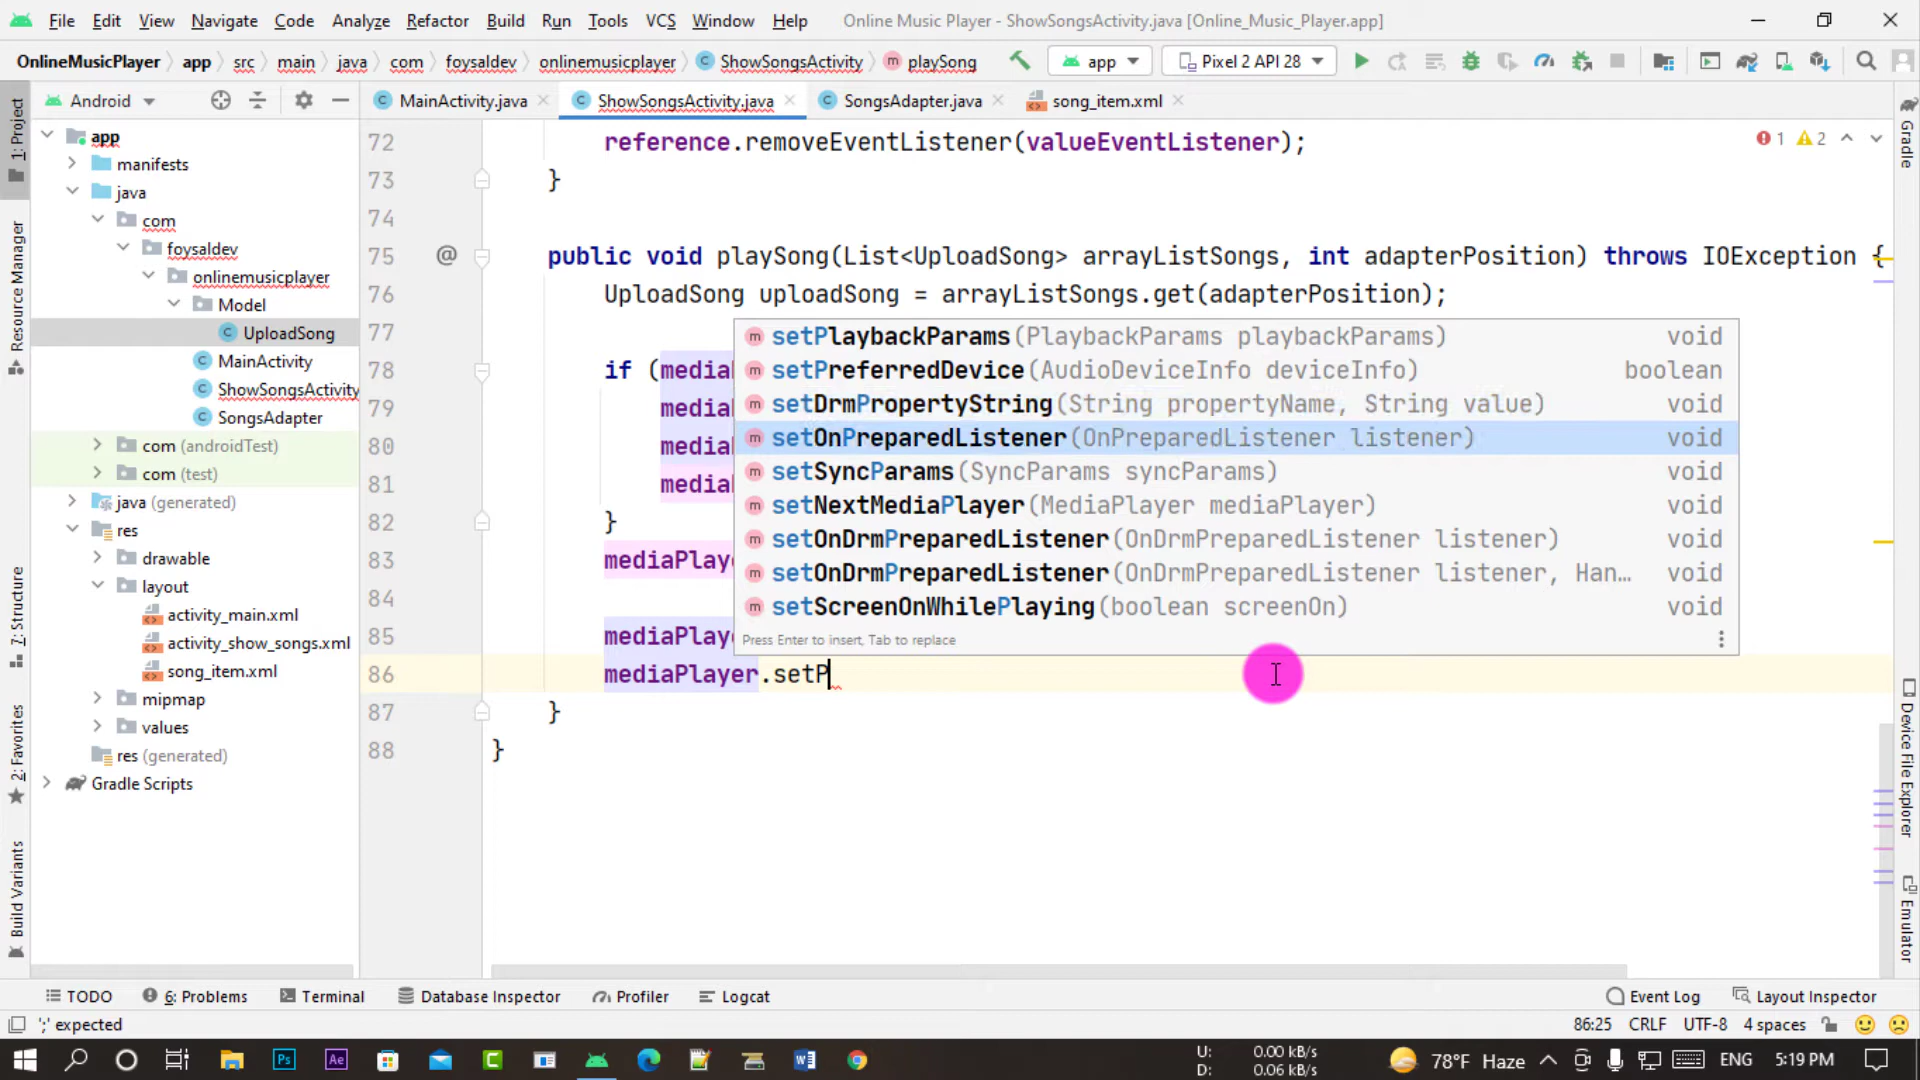 File Edit View Navigate Code Analyze Refactor Build Run Tools VCS Window Help Online Music Player - ShowSongsActivity.java [Online_Music_Player.app]
OnlineMusicPlayer app src main java com foysaldev onlinemusicplayer ShowSongsActivity playSong app Pixel 2 API 28
Android MainActivity.java ShowSongsActivity.java SongsAdapter.java song_item.xml
1: Project
Resource Manager
7: Structure
2: Favorites
Build Variants
app
manifests
java
com
foysaldev
onlinemusicplayer
Model
UploadSong
MainActivity
ShowSongsActivity
SongsAdapter
com (androidTest)
com (test)
java (generated)
res
drawable
layout
activity_main.xml
activity_show_songs.xml
song_item.xml
mipmap
values
res (generated)
Gradle Scripts
72 reference.removeEventListener(valueEventListener);
73 }
74
75 @ public void playSong(List<UploadSong> arrayListSongs, int adapterPosition) throws IOException {
76 UploadSong uploadSong = arrayListSongs.get(adapterPosition);
77
78 if (media
79 media
80 media
81 media
82 }
83 mediaPlaye
84
85 mediaPlaye
86 mediaPlayer.setP
87 }
88 }
1 2
m setPlaybackParams(PlaybackParams playbackParams) void
m setPreferredDevice(AudioDeviceInfo deviceInfo) boolean
m setDrmPropertyString(String propertyName, String value) void
m setOnPreparedListener(OnPreparedListener listener) void
m setSyncParams(SyncParams syncParams) void
m setNextMediaPlayer(MediaPlayer mediaPlayer) void
m setOnDrmPreparedListener(OnDrmPreparedListener listener) void
m setOnDrmPreparedListener(OnDrmPreparedListener listener, Han… void
m setScreenOnWhilePlaying(boolean screenOn) void
Press Enter to insert, Tab to replace
Gradle
Device File Explorer
Emulator
TODO 6: Problems Terminal Database Inspector Profiler Logcat Event Log Layout Inspector
';' expected 86:25 CRLF UTF-8 4 spaces
Ps Ae C W U: 0.00 kB/s 78°F Haze ENG 5:19 PM
D: 0.06 kB/s